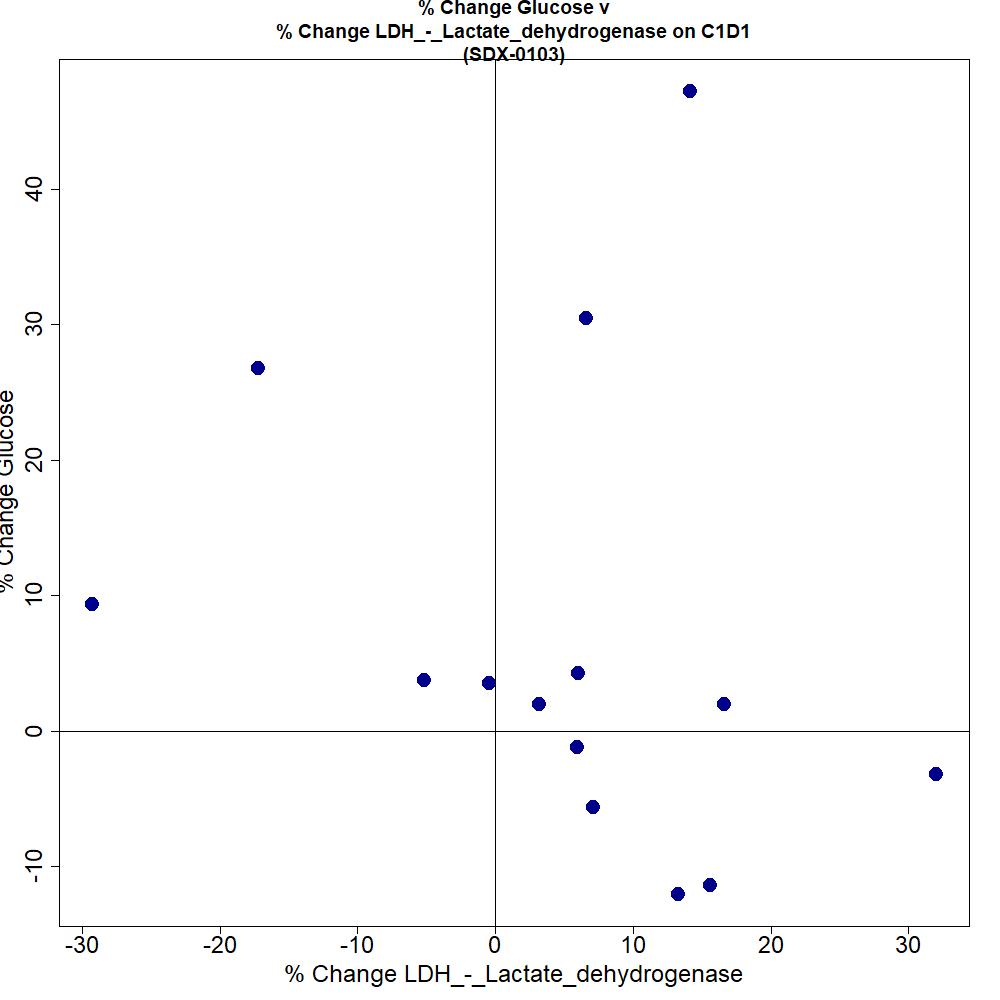 % Change Glucose v
% Change LDH_-_Lactate_dehydrogenase on C1D1
(SDX-0103)
% Change Glucose
40
30
20
10
0
-10
-30
-20
-10
0
10
20
30
% Change LDH_-_Lactate_dehydrogenase